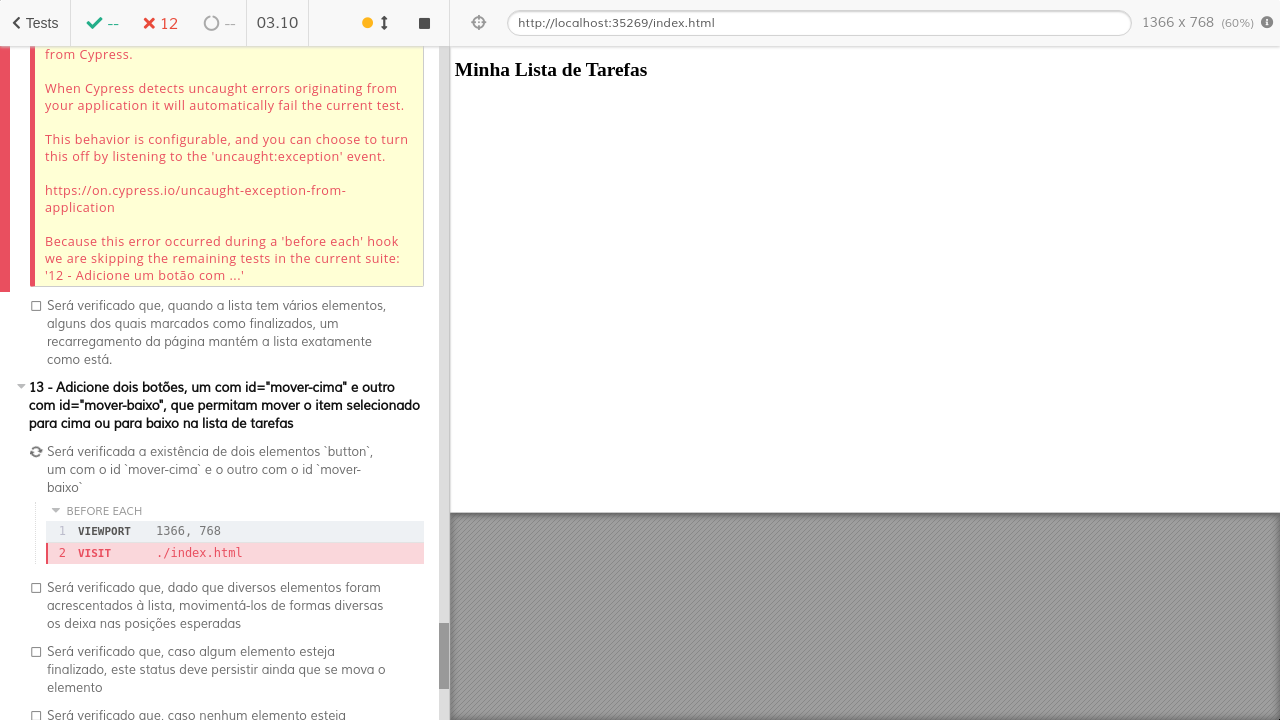 Tests
--
12
--
03.10
http://localhost:35269/index.html
1366 x 768 (60%)
from Cypress.
When Cypress detects uncaught errors originating from
your application it will automatically fail the current test.
This behavior is configurable, and you can choose to turn
this off by listening to the 'uncaught:exception' event.
https://on.cypress.io/uncaught-exception-from-
application
Because this error occurred during a 'before each' hook
we are skipping the remaining tests in the current suite:
'12 - Adicione um botão com ...'
Será verificado que, quando a lista tem vários elementos,
alguns dos quais marcados como finalizados, um
recarregamento da página mantém a lista exatamente
como está.
13 - Adicione dois botões, um com id="mover-cima" e outro
com id="mover-baixo", que permitam mover o item selecionado
para cima ou para baixo na lista de tarefas
Será verificada a existência de dois elementos `button`,
um com o id `mover-cima` e o outro com o id `mover-
baixo`
BEFORE EACH
1 VIEWPORT 1366, 768
2 VISIT ./index.html
Será verificado que, dado que diversos elementos foram
acrescentados à lista, movimentá-los de formas diversas
os deixa nas posições esperadas
Será verificado que, caso algum elemento esteja
finalizado, este status deve persistir ainda que se mova o
elemento
Será verificado que, caso nenhum elemento esteja
Minha Lista de Tarefas